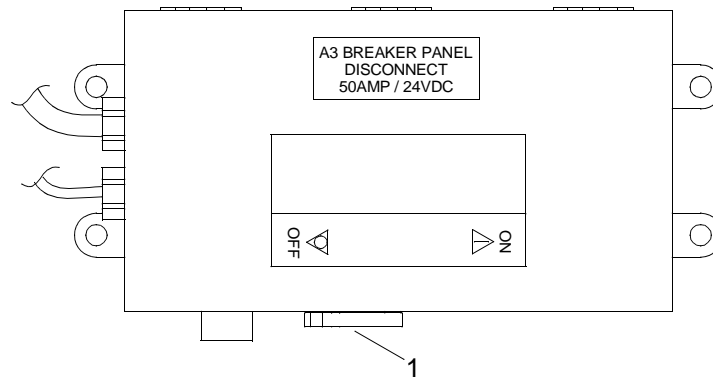 A3 BREAKER PANEL
DISCONNECT
50AMP / 24VDC
OFF
ON
1